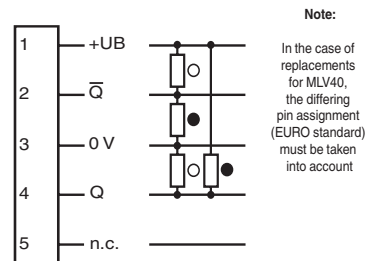 1 +UB
2 Q̅
3 0 V
4 Q
5 n.c.
Note:
In the case of
replacements
for MLV40,
the differing
pin assignment
(EURO standard)
must be taken
into account